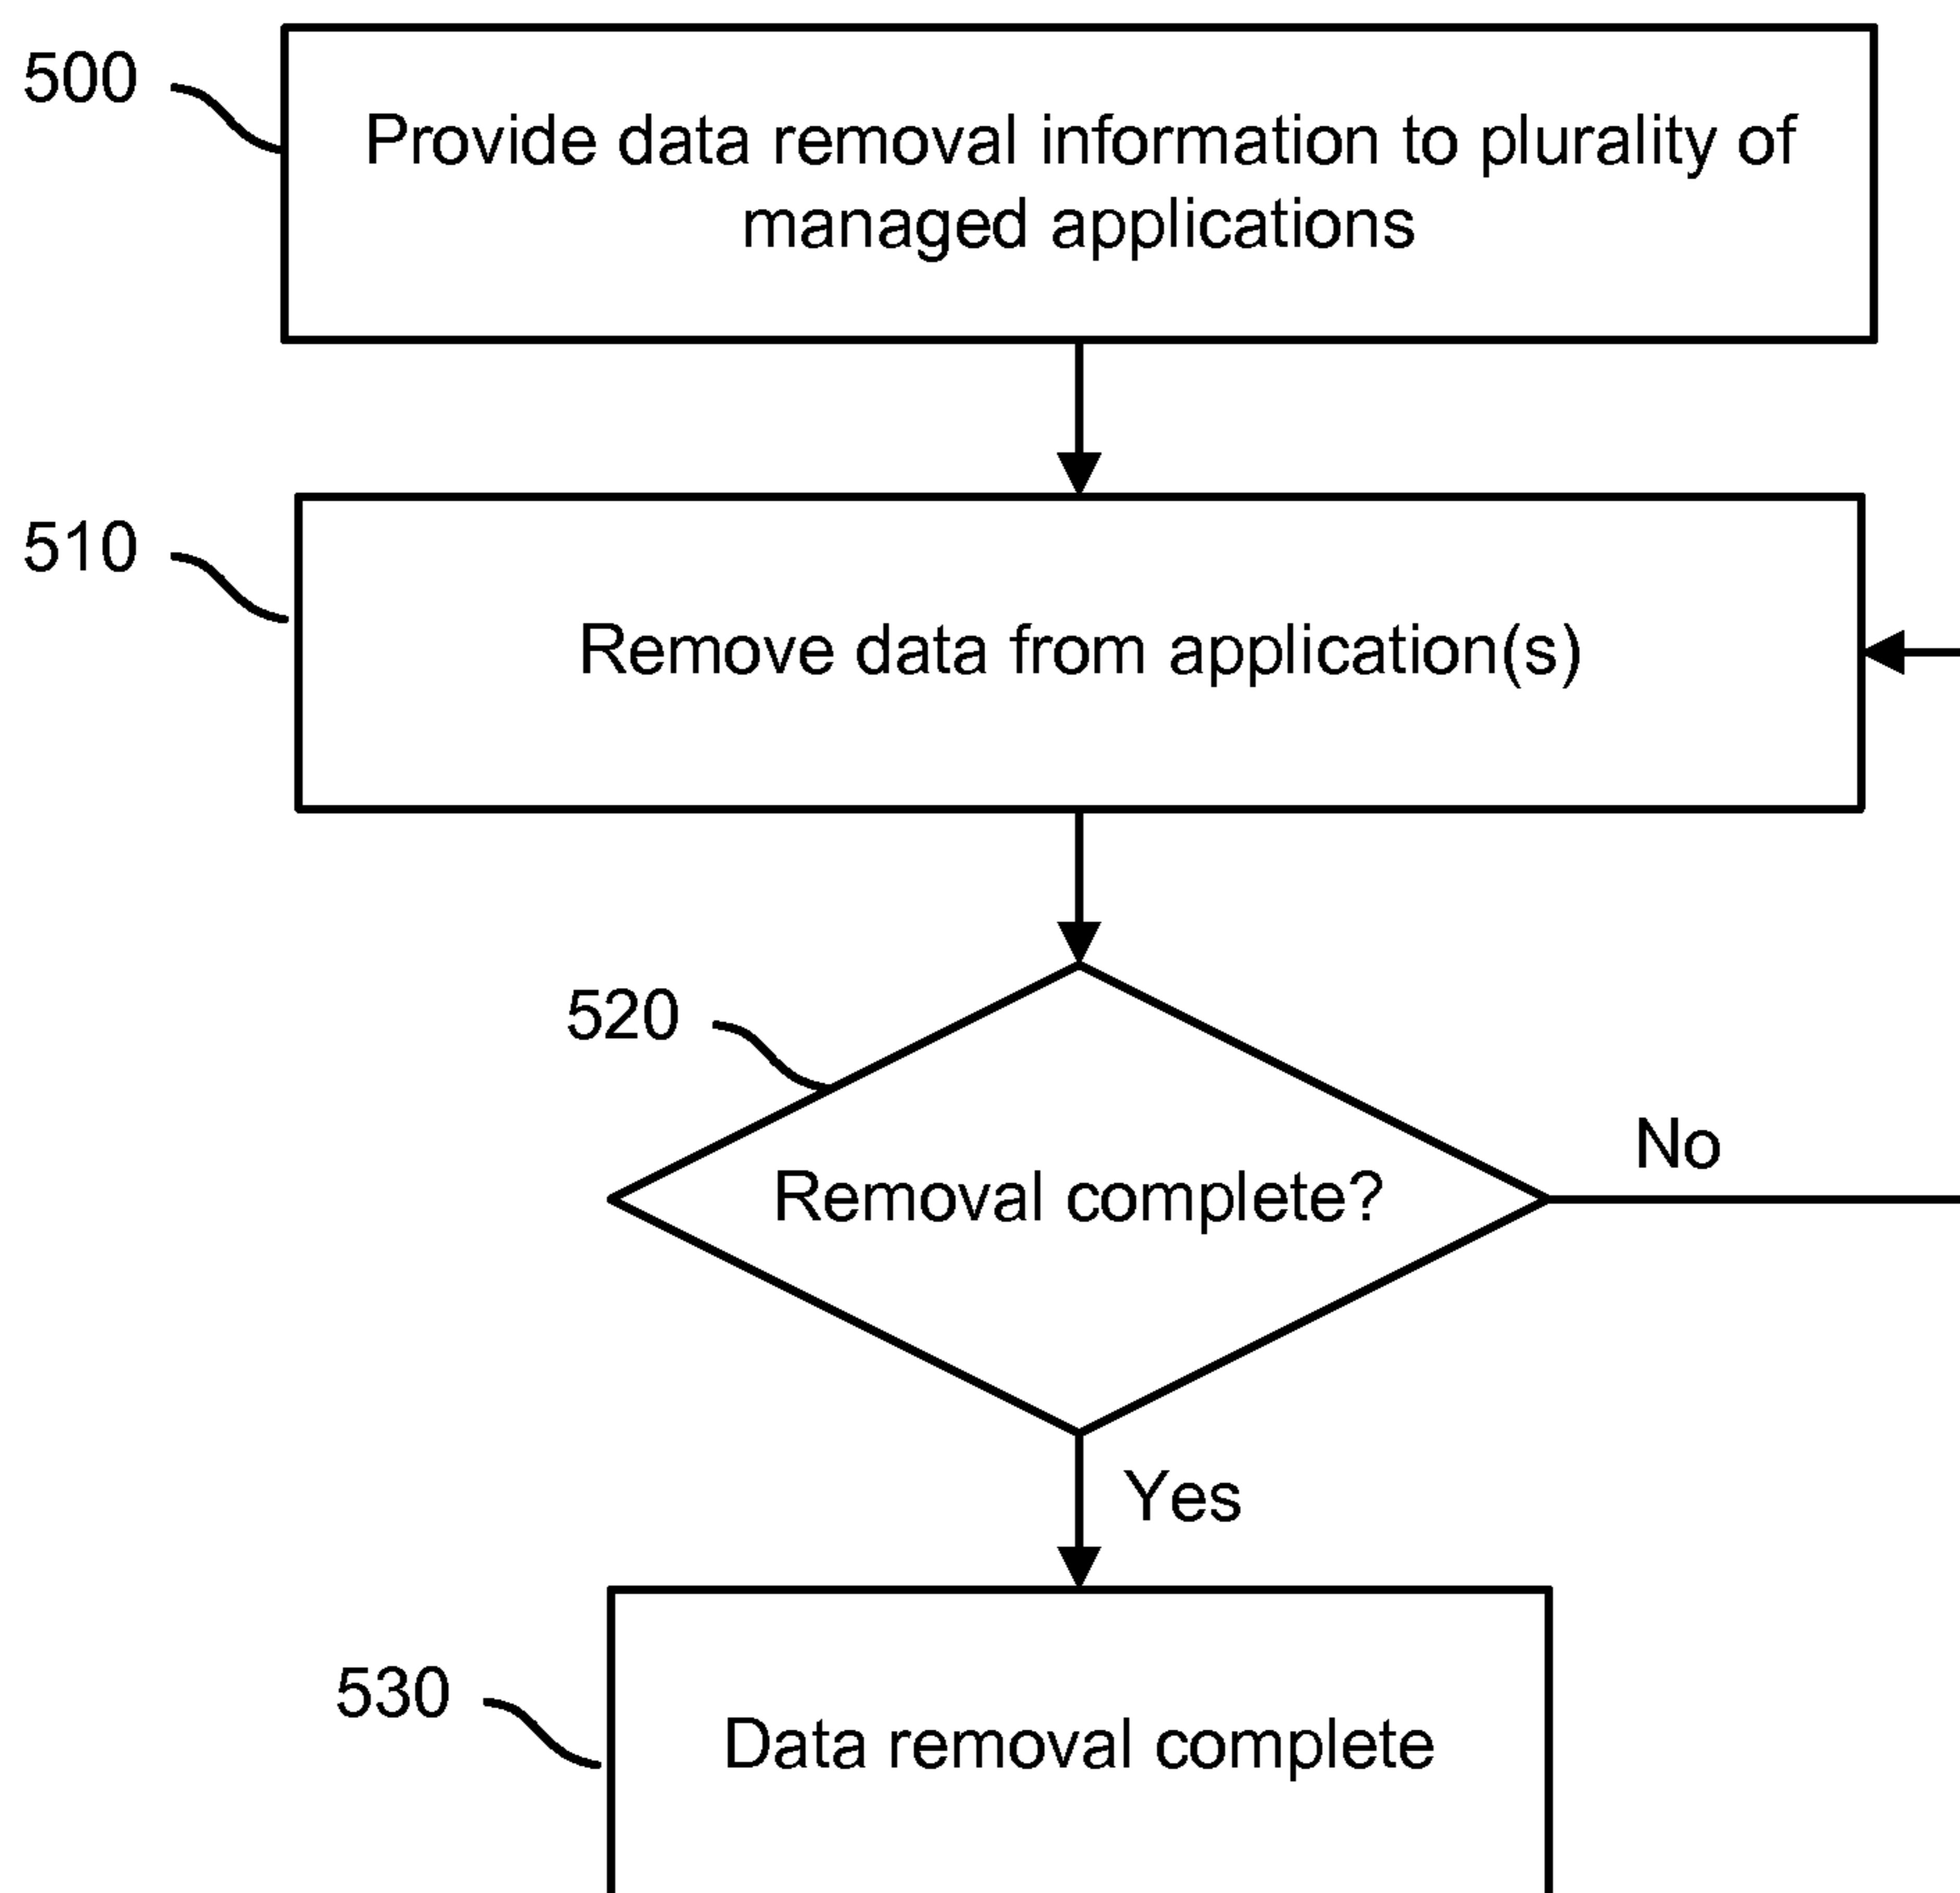 500
Provide data removal information to plurality of
managed applications
510
Remove data from application(s)
520
Removal complete?
No
Yes
530
Data removal complete